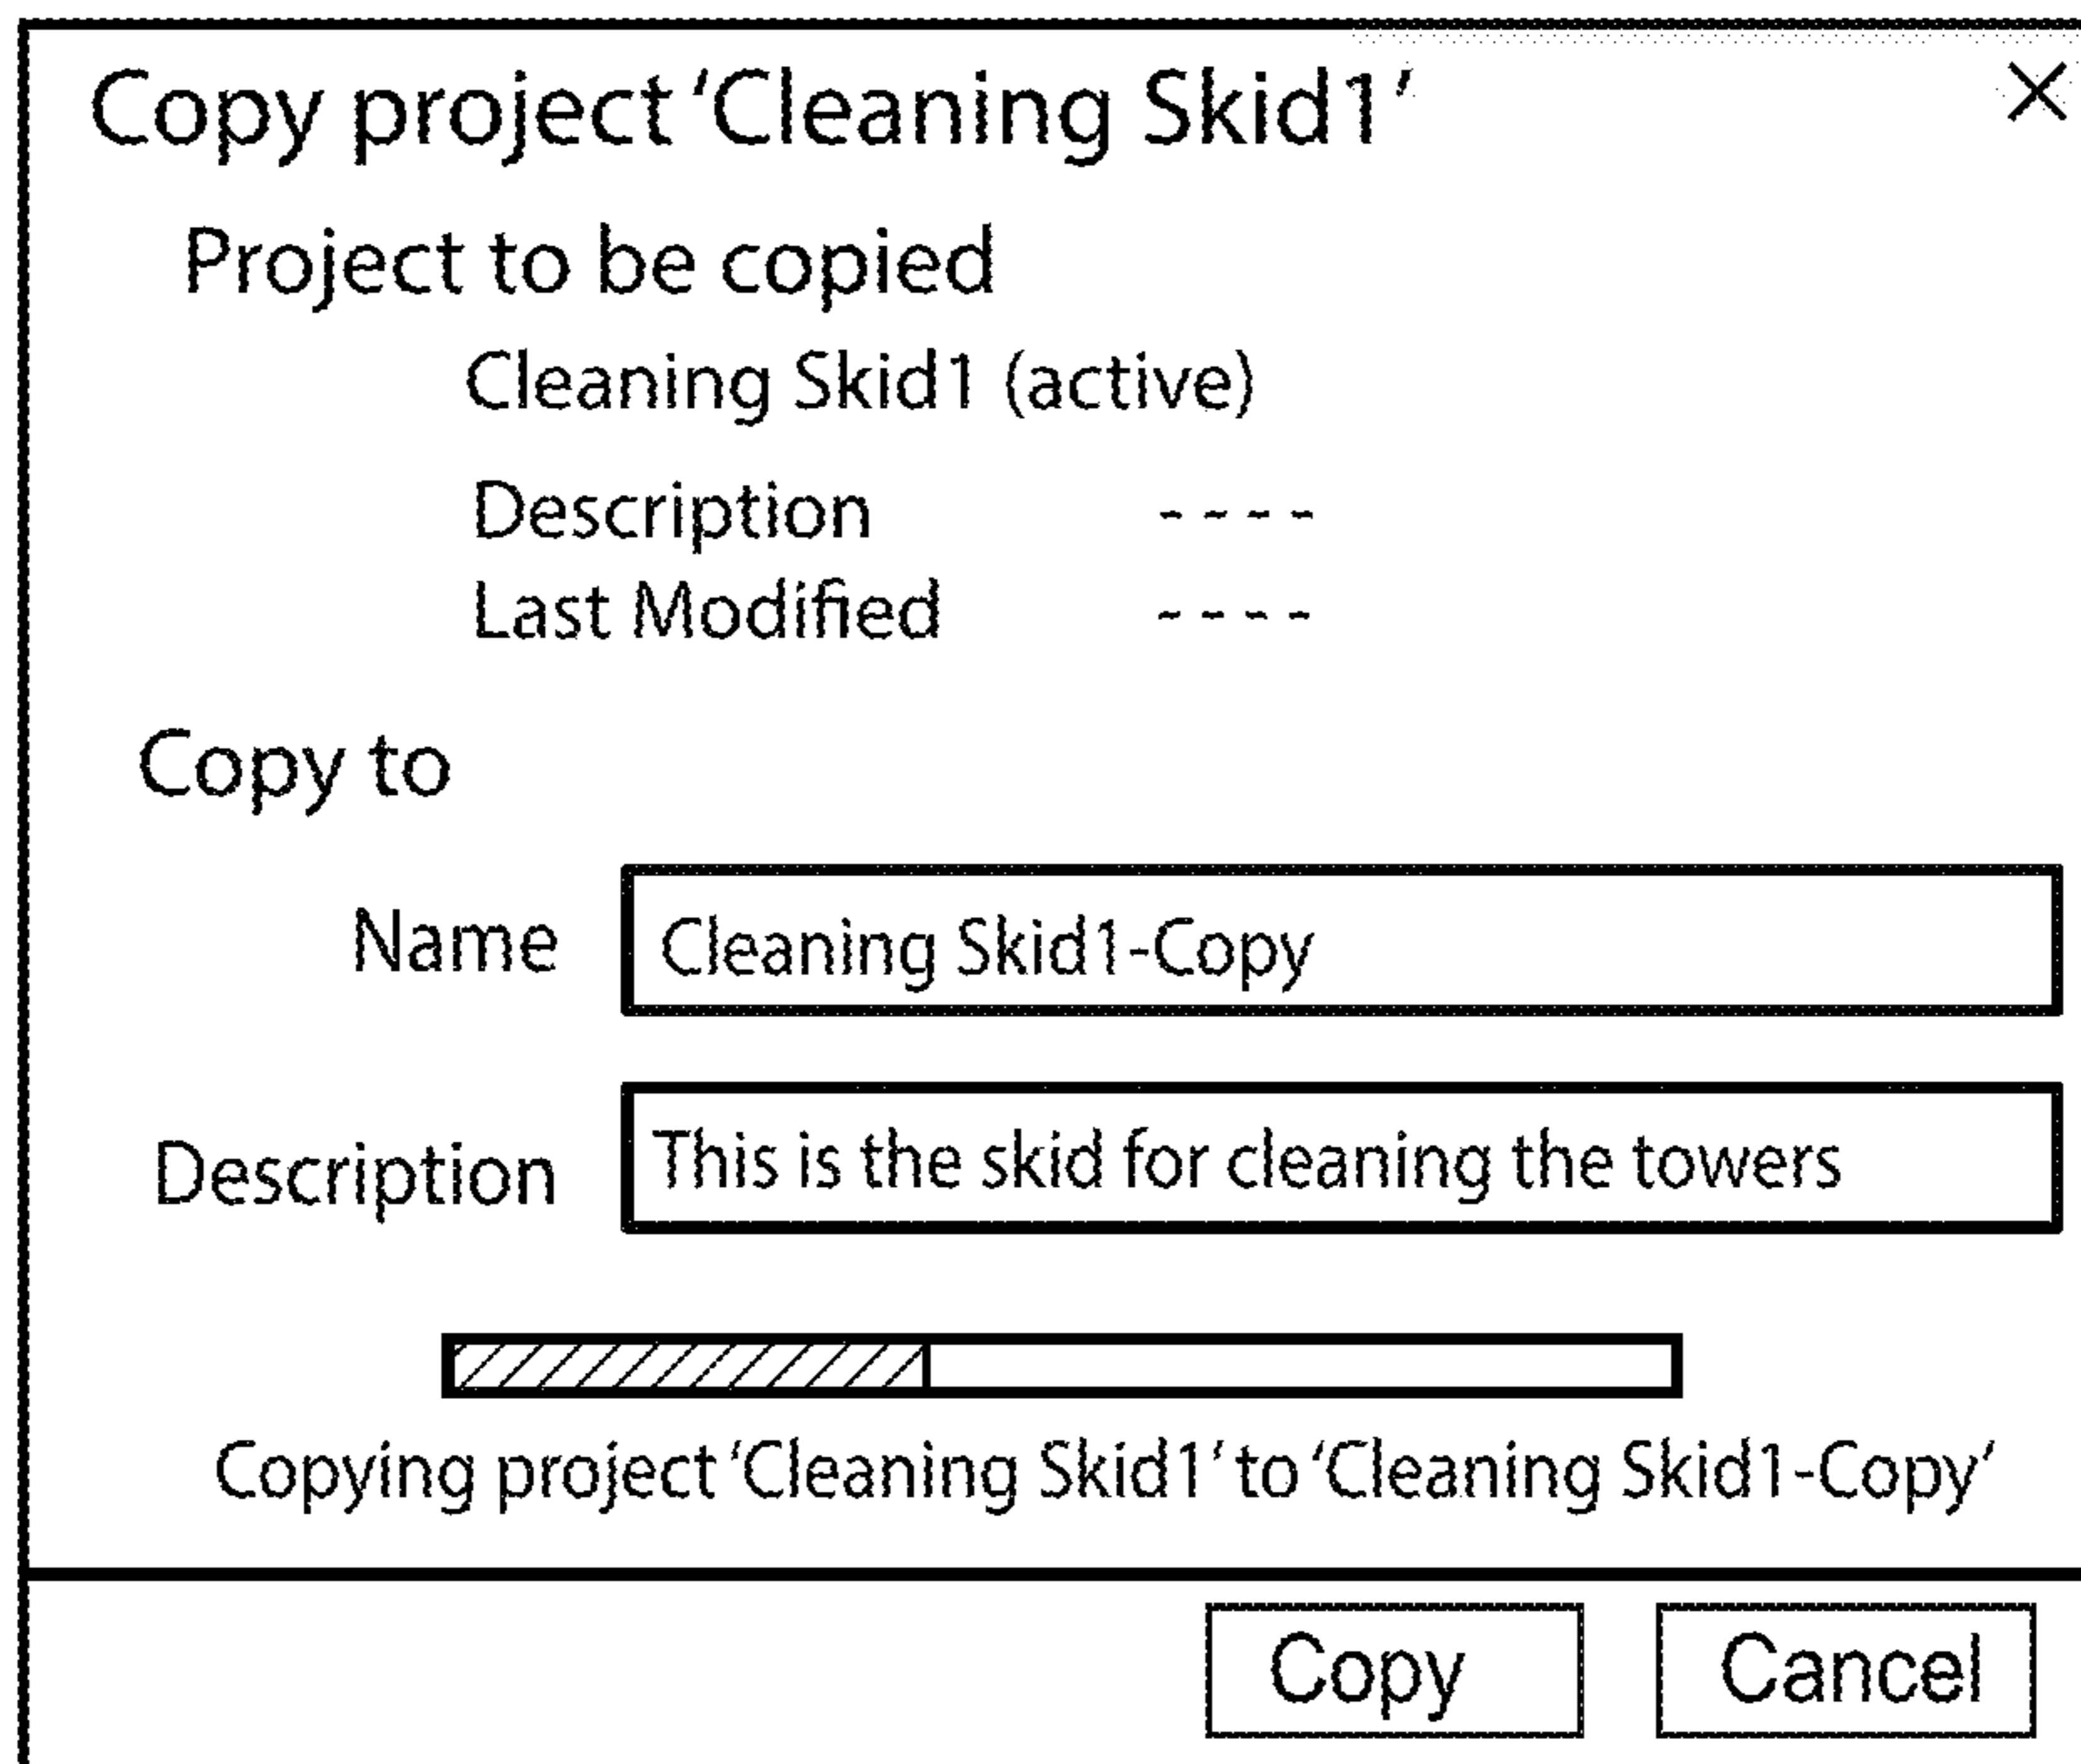 Copy project ‘Cleaning Skid1’ ×
Project to be copied
Cleaning Skid1 (active)
Description ----
Last Modified ----
Copy to
Name Cleaning Skid1-Copy
Description This is the skid for cleaning the towers
Copying project ‘Cleaning Skid1’ to ‘Cleaning Skid1-Copy’
Copy Cancel